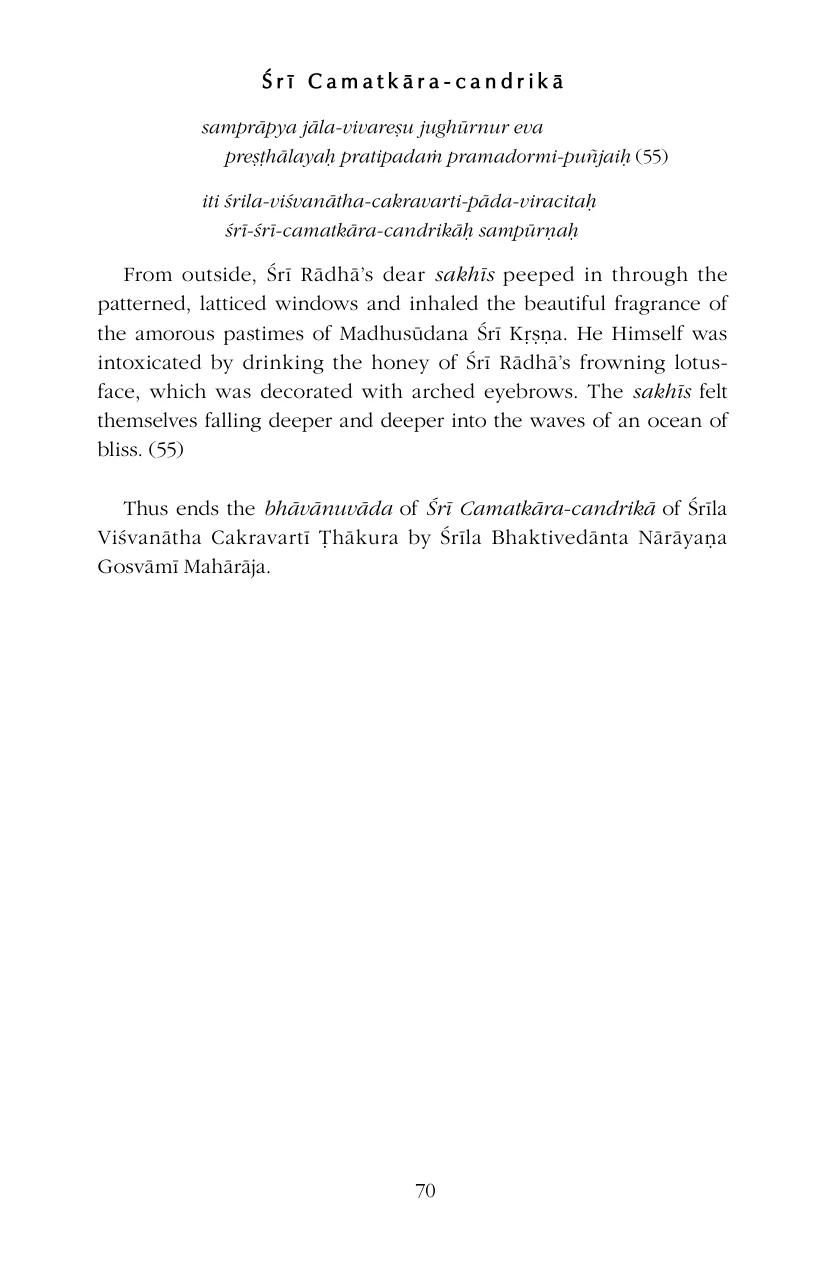 Śrī Camatkāra-candrikā
samprāpya jāla-vivareṣu jughūrnur eva
preṣṭhālayaḥ pratipadaṁ pramadormi-puñjaiḥ (55)
iti śrila-viśvanātha-cakravarti-pāda-viracitaḥ
śrī-śrī-camatkāra-candrikāḥ sampūrṇaḥ
From outside, Śrī Rādhā’s dear sakhīs peeped in through the
patterned, latticed windows and inhaled the beautiful fragrance of
the amorous pastimes of Madhusūdana Śrī Kṛṣṇa. He Himself was
intoxicated by drinking the honey of Śrī Rādhā’s frowning lotus-
face, which was decorated with arched eyebrows. The sakhīs felt
themselves falling deeper and deeper into the waves of an ocean of
bliss. (55)
Thus ends the bhāvānuvāda of Śrī Camatkāra-candrikā of Śrīla
Viśvanātha Cakravartī Ṭhākura by Śrīla Bhaktivedānta Nārāyaṇa
Gosvāmī Mahārāja.
70